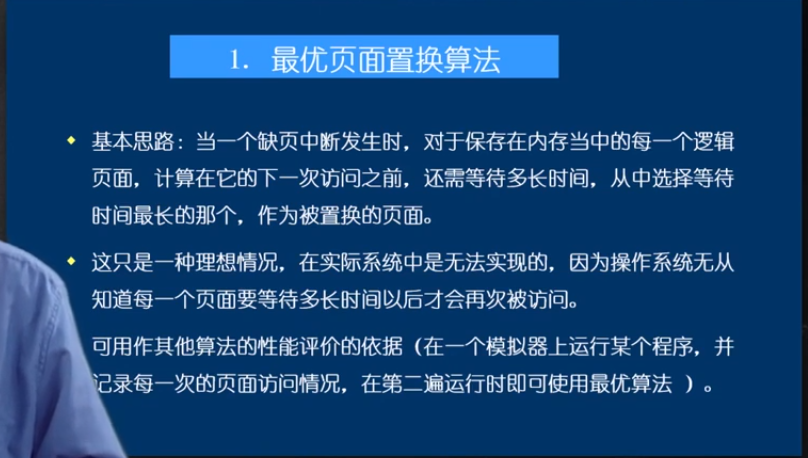 1. 最优页面置换算法
基本思路：当一个缺页中断发生时，对于保存在内存当中的每一个逻辑
页面，计算在它的下一次访问之前，还需等待多长时间，从中选择等待
时间最长的那个，作为被置换的页面。
这只是一种理想情况，在实际系统中是无法实现的，因为操作系统无从
知道每一个页面要等待多长时间以后才会再次被访问。
可用作其他算法的性能评价的依据（在一个模拟器上运行某个程序，并
记录每一次的页面访问情况，在第二遍运行时即可使用最优算法 ）。